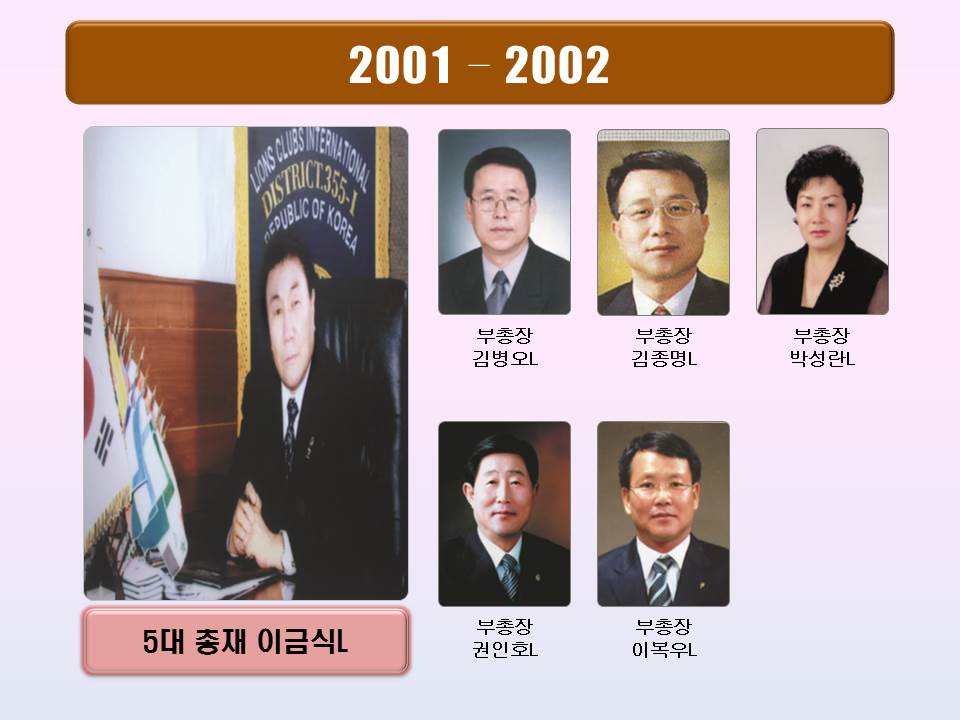 2001 – 2002
LIONS CLUBS INTERNATIONAL
DISTRICT 355-I
REPUBLIC OF KOREA
부총장
김병오L
부총장
김종명L
부총장
박성란L
5대 총재 이금식L
부총장
권인호L
부총장
이복우L